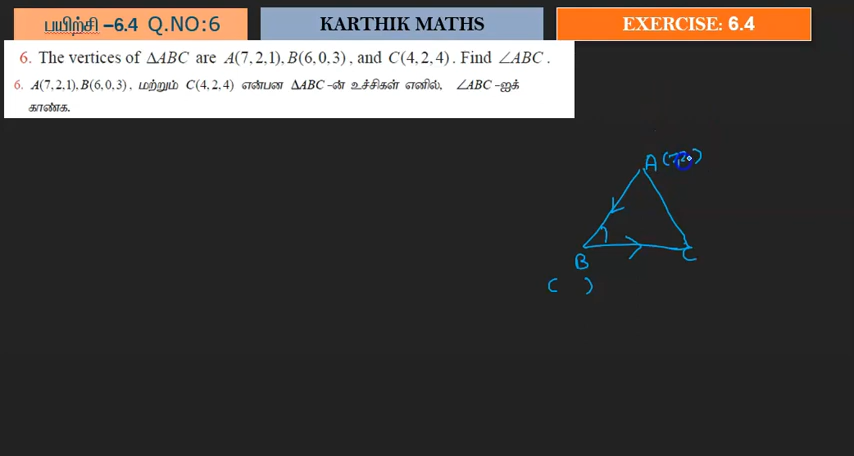 பயிற்சி –6.4 Q.NO:6
KARTHIK MATHS
EXERCISE: 6.4
6. The vertices of ΔABC are A(7,2,1), B(6,0,3), and C(4,2,4). Find ∠ABC.
6. A(7,2,1), B(6,0,3), மற்றும் C(4,2,4) என்பன ΔABC -ன் உச்சிகள் எனில், ∠ABC -ஐக்
காண்க.
A
B
C
( )